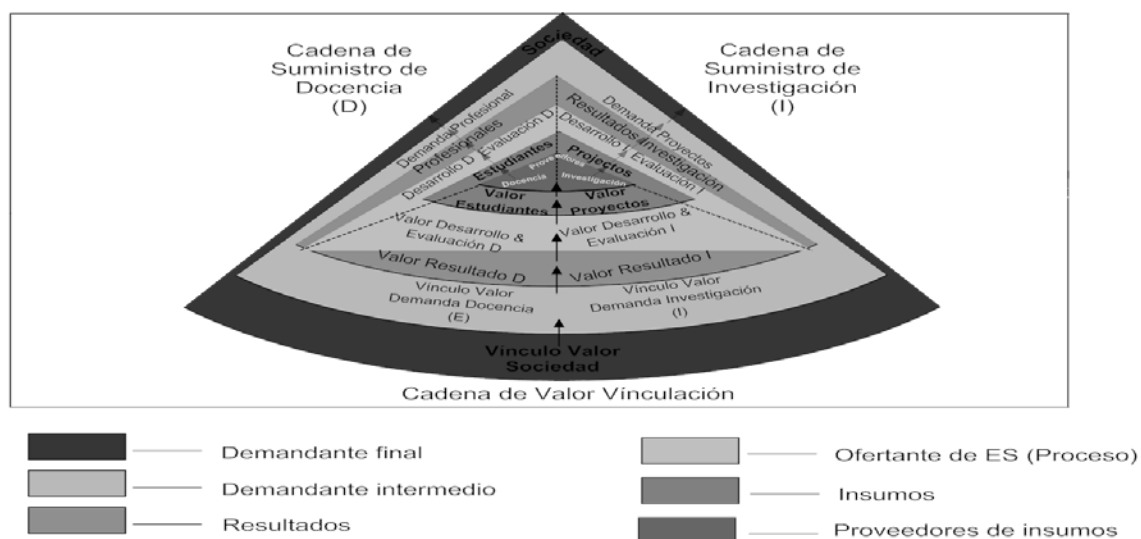 Sociedad
Cadena de
Suministro de
Docencia
(D)
Cadena de
Suministro de
Investigación
(I)
Demanda Profesional
Profesionales
Desarrollo D Evaluación D
Estudiantes
Demanda Proyectos
Resultados Investigación
Desarrollo I Evaluación I
Projectos
Proveedores
Docencia
Investigación
Valor
Estudiantes
Valor
Proyectos
Valor Desarrollo &
Evaluación D
Valor Desarrollo &
Evaluación I
Valor Resultado D
Valor Resultado I
Vínculo Valor
Demanda Docencia
(E)
Vínculo Valor
Demanda Investigación
(I)
Vínculo Valor
Sociedad
Cadena de Valor Vínculación
Demandante final
Demandante intermedio
Resultados
Ofertante de ES (Proceso)
Insumos
Proveedores de insumos